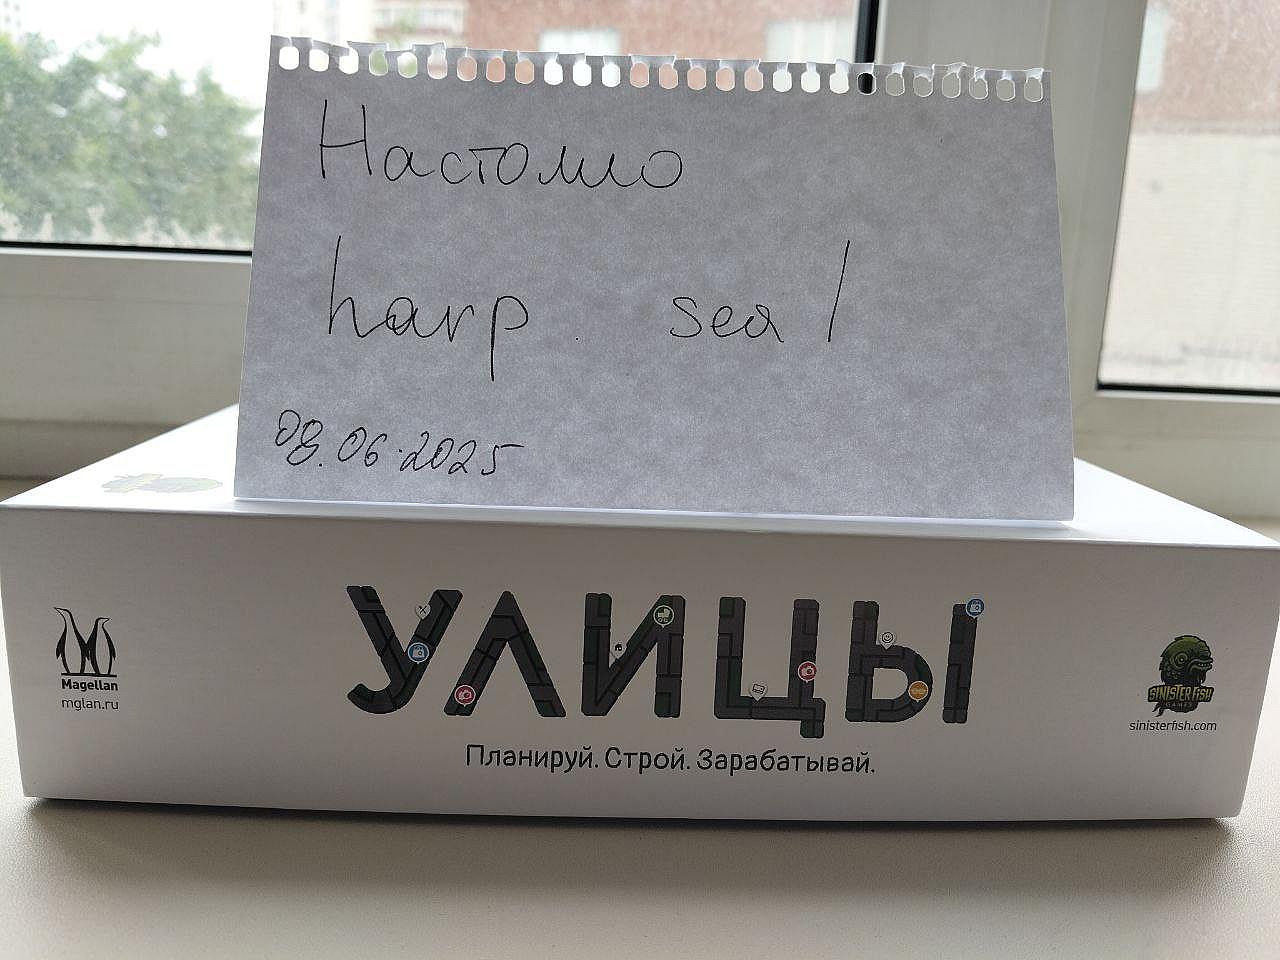 Настолио
harp seal
08.06.2025
УЛИЦЫ
Планируй. Строй. Зарабатывай.
Magellan
mglan.ru
SINISTER FISH
GAMES
sinisterfish.com